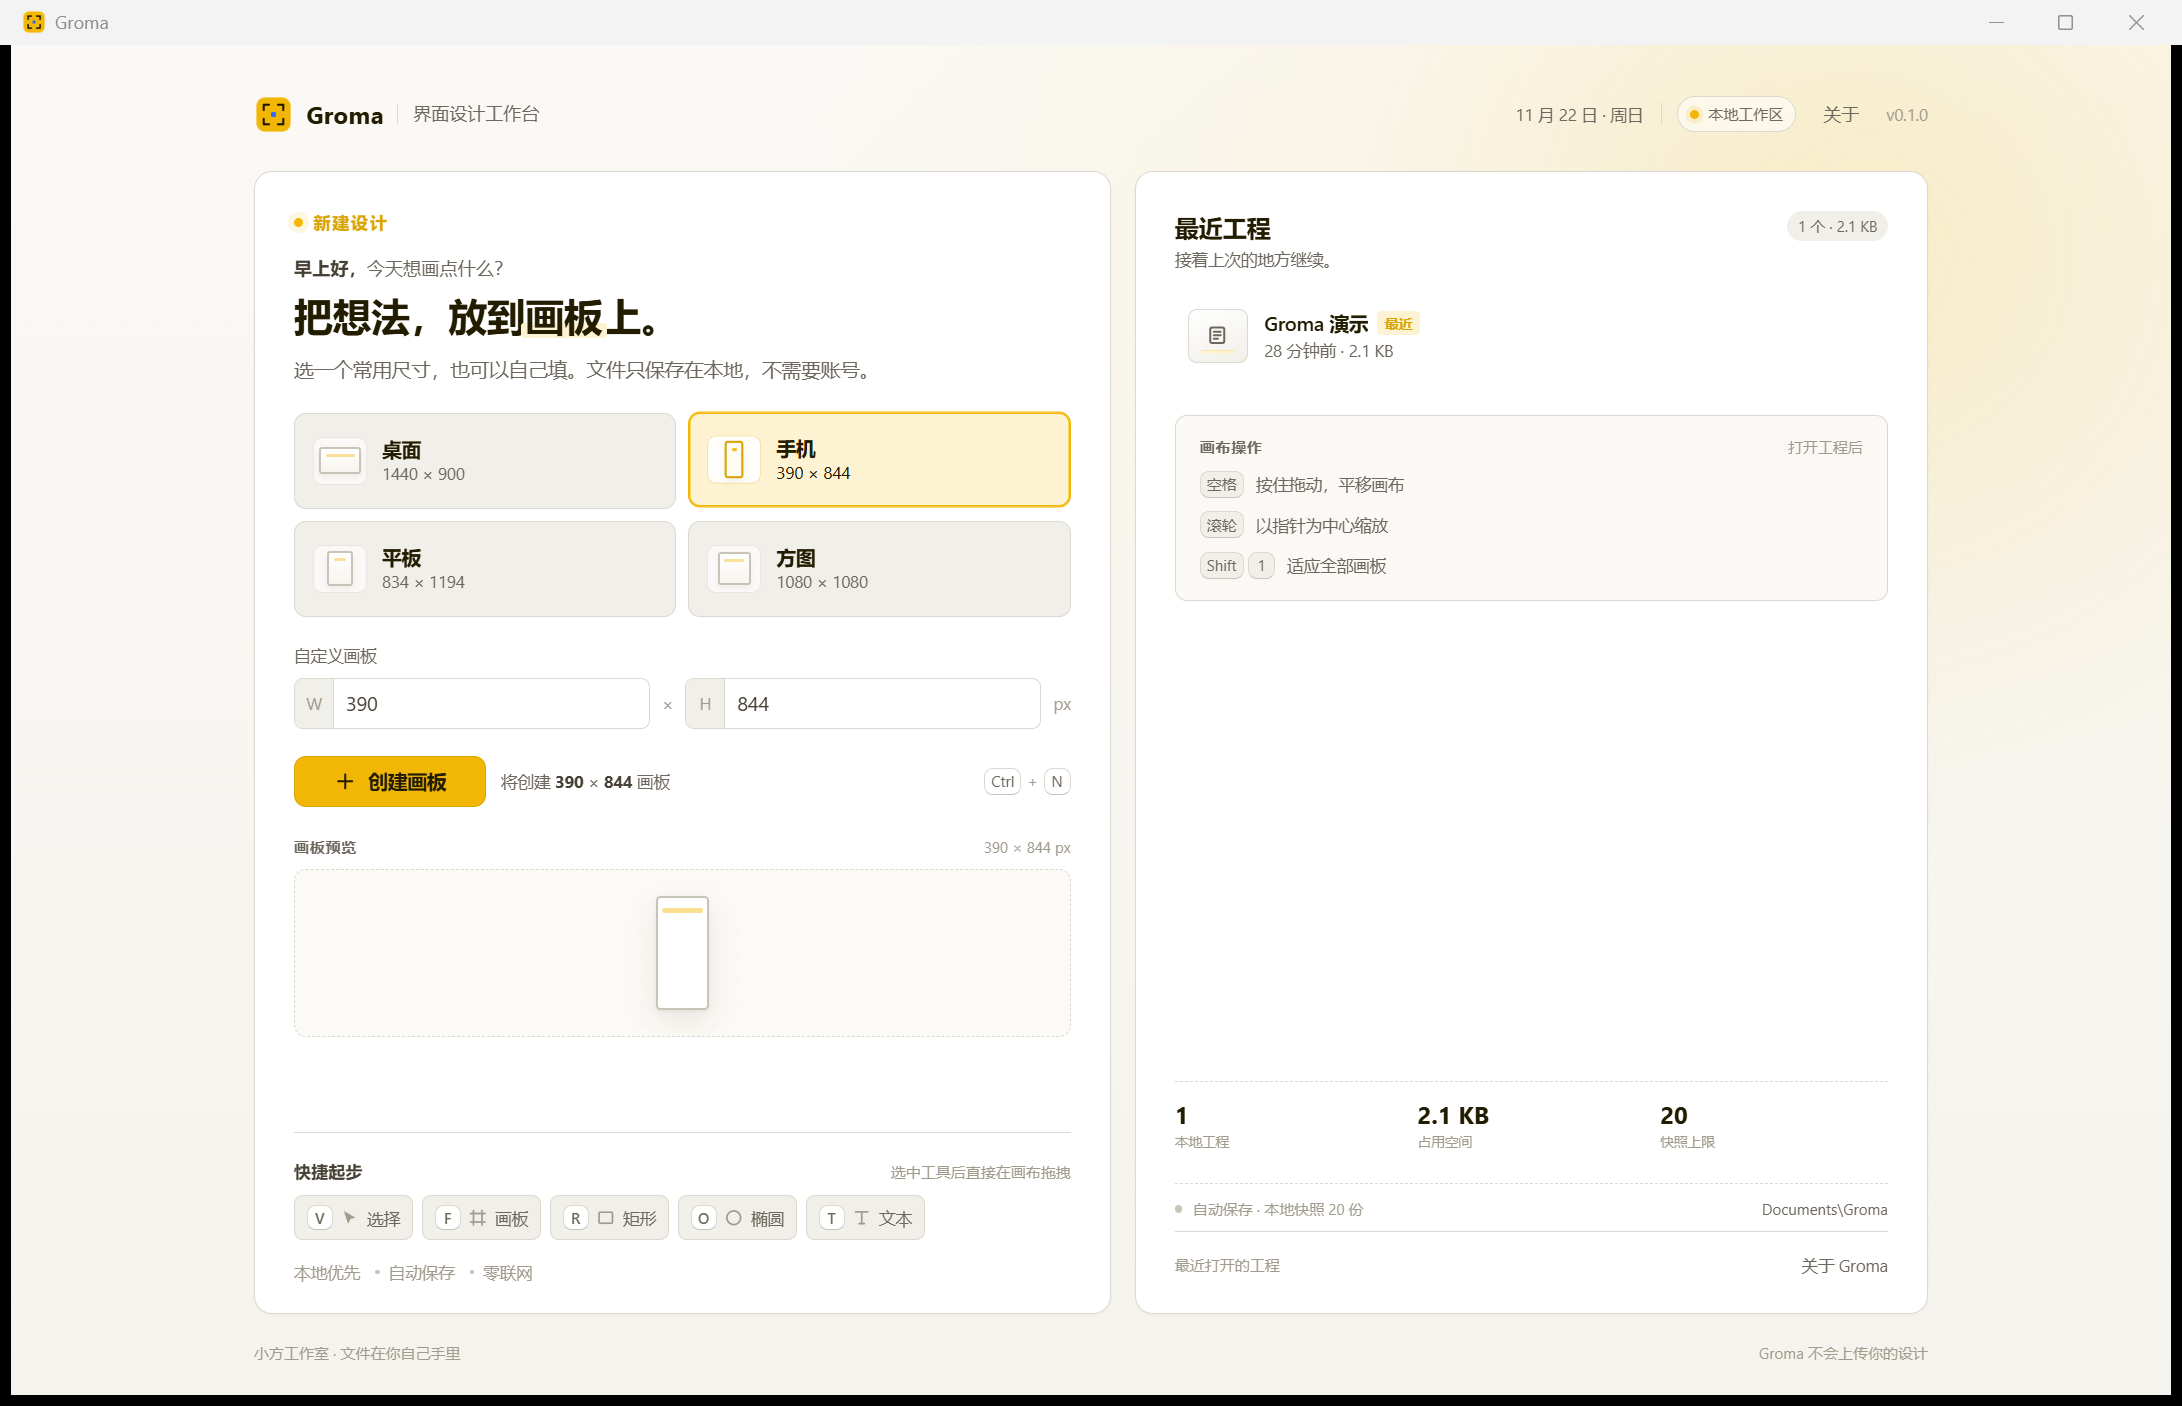 Groma
Groma 界面设计工作台
11 月 22 日 · 周日 本地工作区 关于 v0.1.0
新建设计
早上好，今天想画点什么？
把想法，放到画板上。
选一个常用尺寸，也可以自己填。文件只保存在本地，不需要账号。
桌面
1440 × 900
手机
390 × 844
平板
834 × 1194
方图
1080 × 1080
自定义画板
W 390 × H 844 px
创建画板 将创建 390 × 844 画板 Ctrl + N
画板预览 390 × 844 px
快捷起步 选中工具后直接在画布拖拽
V 选择 F 画板 R 矩形 O 椭圆 T 文本
本地优先 • 自动保存 • 零联网
最近工程 1 个 · 2.1 KB
接着上次的地方继续。
Groma 演示 最近
28 分钟前 · 2.1 KB
画布操作 打开工程后
空格 按住拖动，平移画布
滚轮 以指针为中心缩放
Shift 1 适应全部画板
1 2.1 KB 20
本地工程 占用空间 快照上限
自动保存 · 本地快照 20 份 Documents\Groma
最近打开的工程 关于 Groma
小方工作室 · 文件在你自己手里 Groma 不会上传你的设计